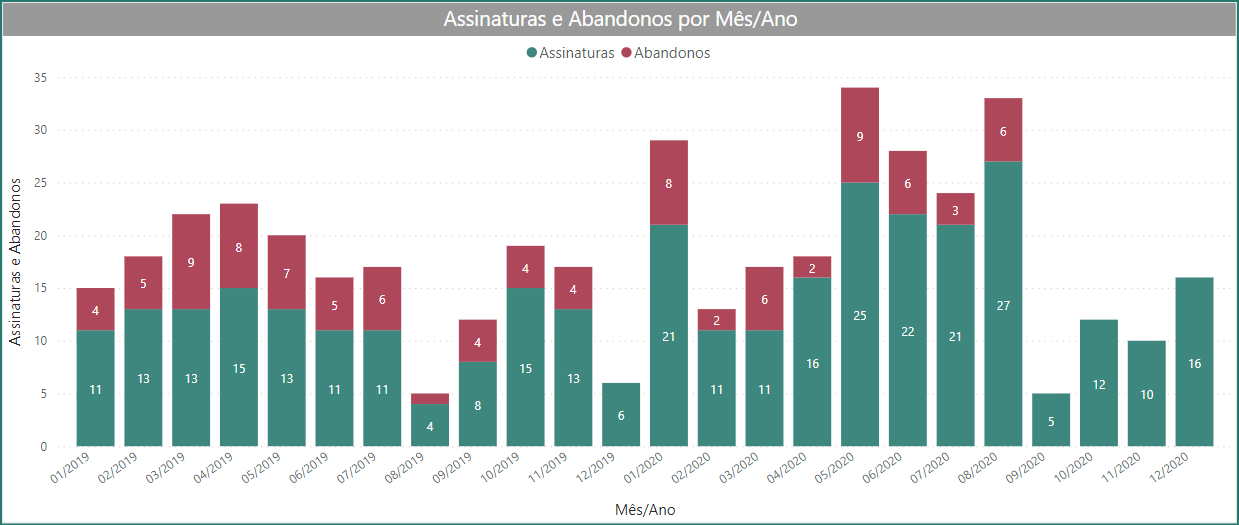 Assinaturas e Abandonos por Mês/Ano
Assinaturas Abandonos
Assinaturas e Abandonos
35
30
25
20
15
10
5
0
4 5 9 8 7 5 6 4 4 4 8 2 6 2 9 6 3 6
11 13 13 15 13 11 11 4 8 15 13 6 21 11 11 16 25 22 21 27 5 12 10 16
01/2019 02/2019 03/2019 04/2019 05/2019 06/2019 07/2019 08/2019 09/2019 10/2019 11/2019 12/2019 01/2020 02/2020 03/2020 04/2020 05/2020 06/2020 07/2020 08/2020 09/2020 10/2020 11/2020 12/2020
Mês/Ano